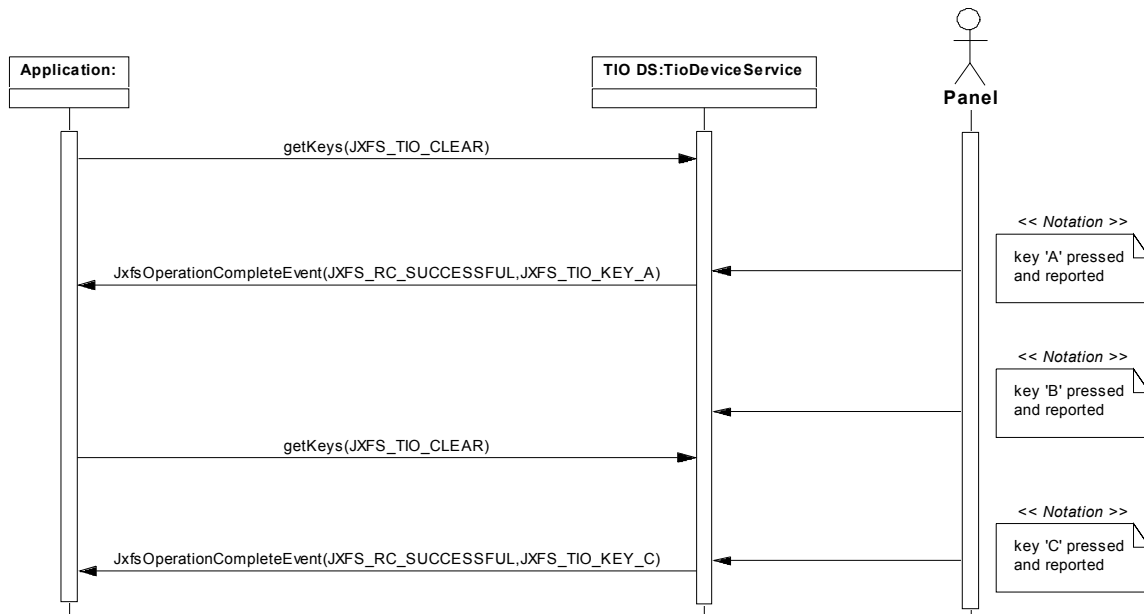 Application:
TIO DS:TioDeviceService
Panel
getKeys(JXFS_TIO_CLEAR)
<< Notation >>
key 'A' pressed
and reported
JxfsOperationCompleteEvent(JXFS_RC_SUCCESSFUL,JXFS_TIO_KEY_A)
<< Notation >>
key 'B' pressed
and reported
getKeys(JXFS_TIO_CLEAR)
<< Notation >>
key 'C' pressed
and reported
JxfsOperationCompleteEvent(JXFS_RC_SUCCESSFUL,JXFS_TIO_KEY_C)